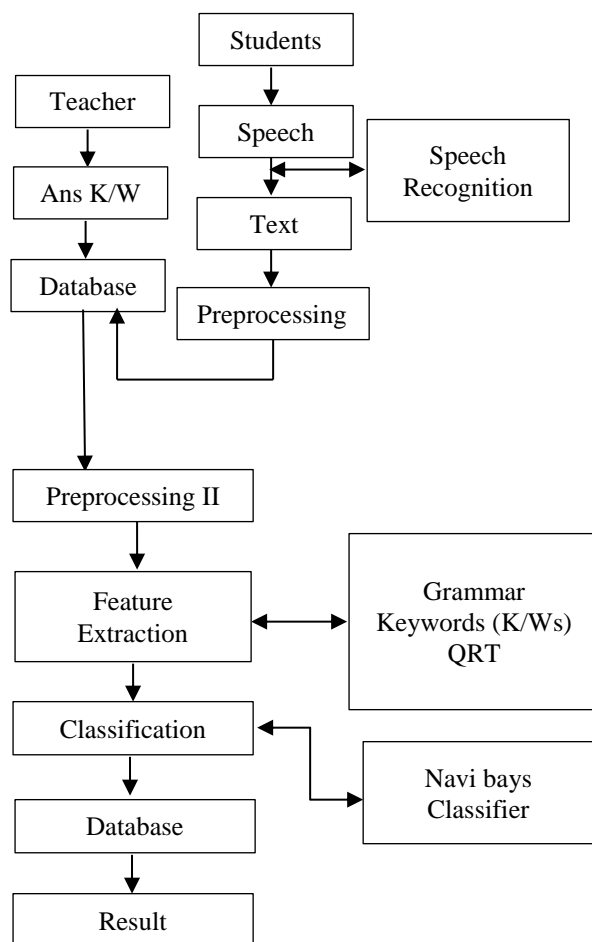 Students
Teacher
Speech
Speech
Recognition
Ans K/W
Text
Database
Preprocessing
Preprocessing II
Feature
Extraction
Grammar
Keywords (K/Ws)
QRT
Classification
Navi bays
Classifier
Database
Result